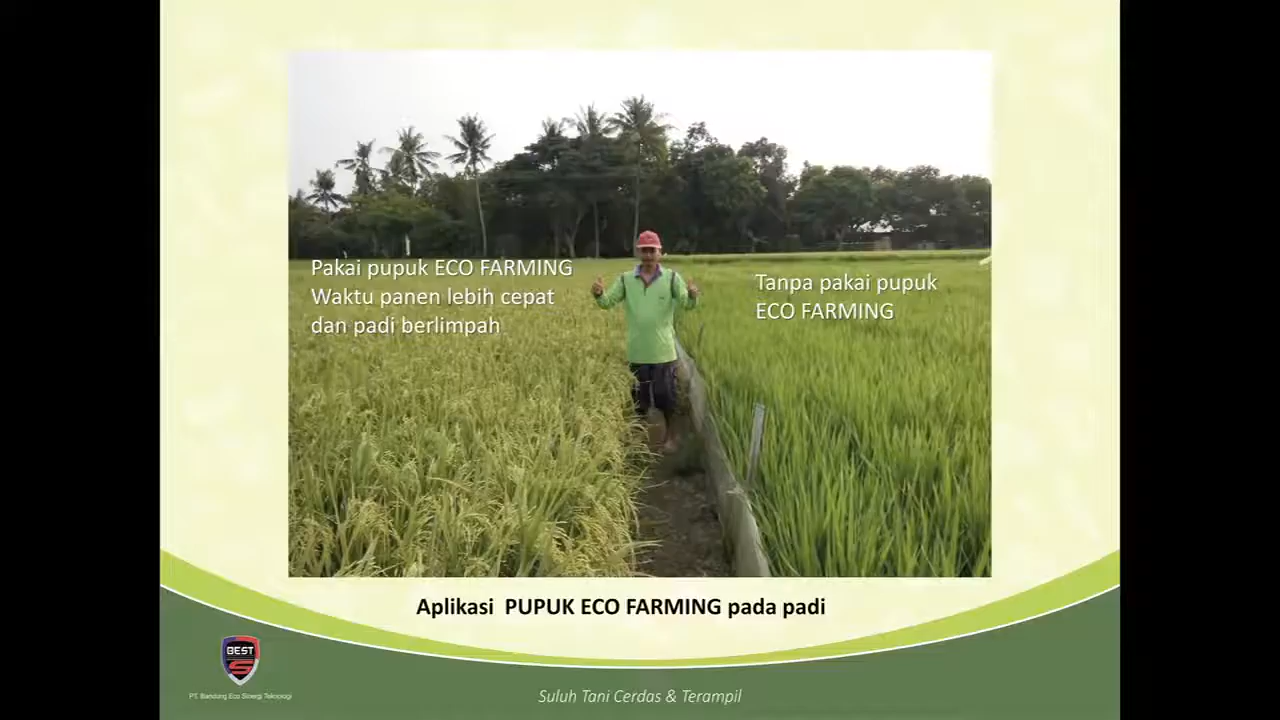 Pakai pupuk ECO FARMING
Waktu panen lebih cepat
dan padi berlimpah
Tanpa pakai pupuk
ECO FARMING
Aplikasi PUPUK ECO FARMING pada padi
BEST
S
PT. Bandung Eco Sinergi Teknologi
Suluh Tani Cerdas & Terampil